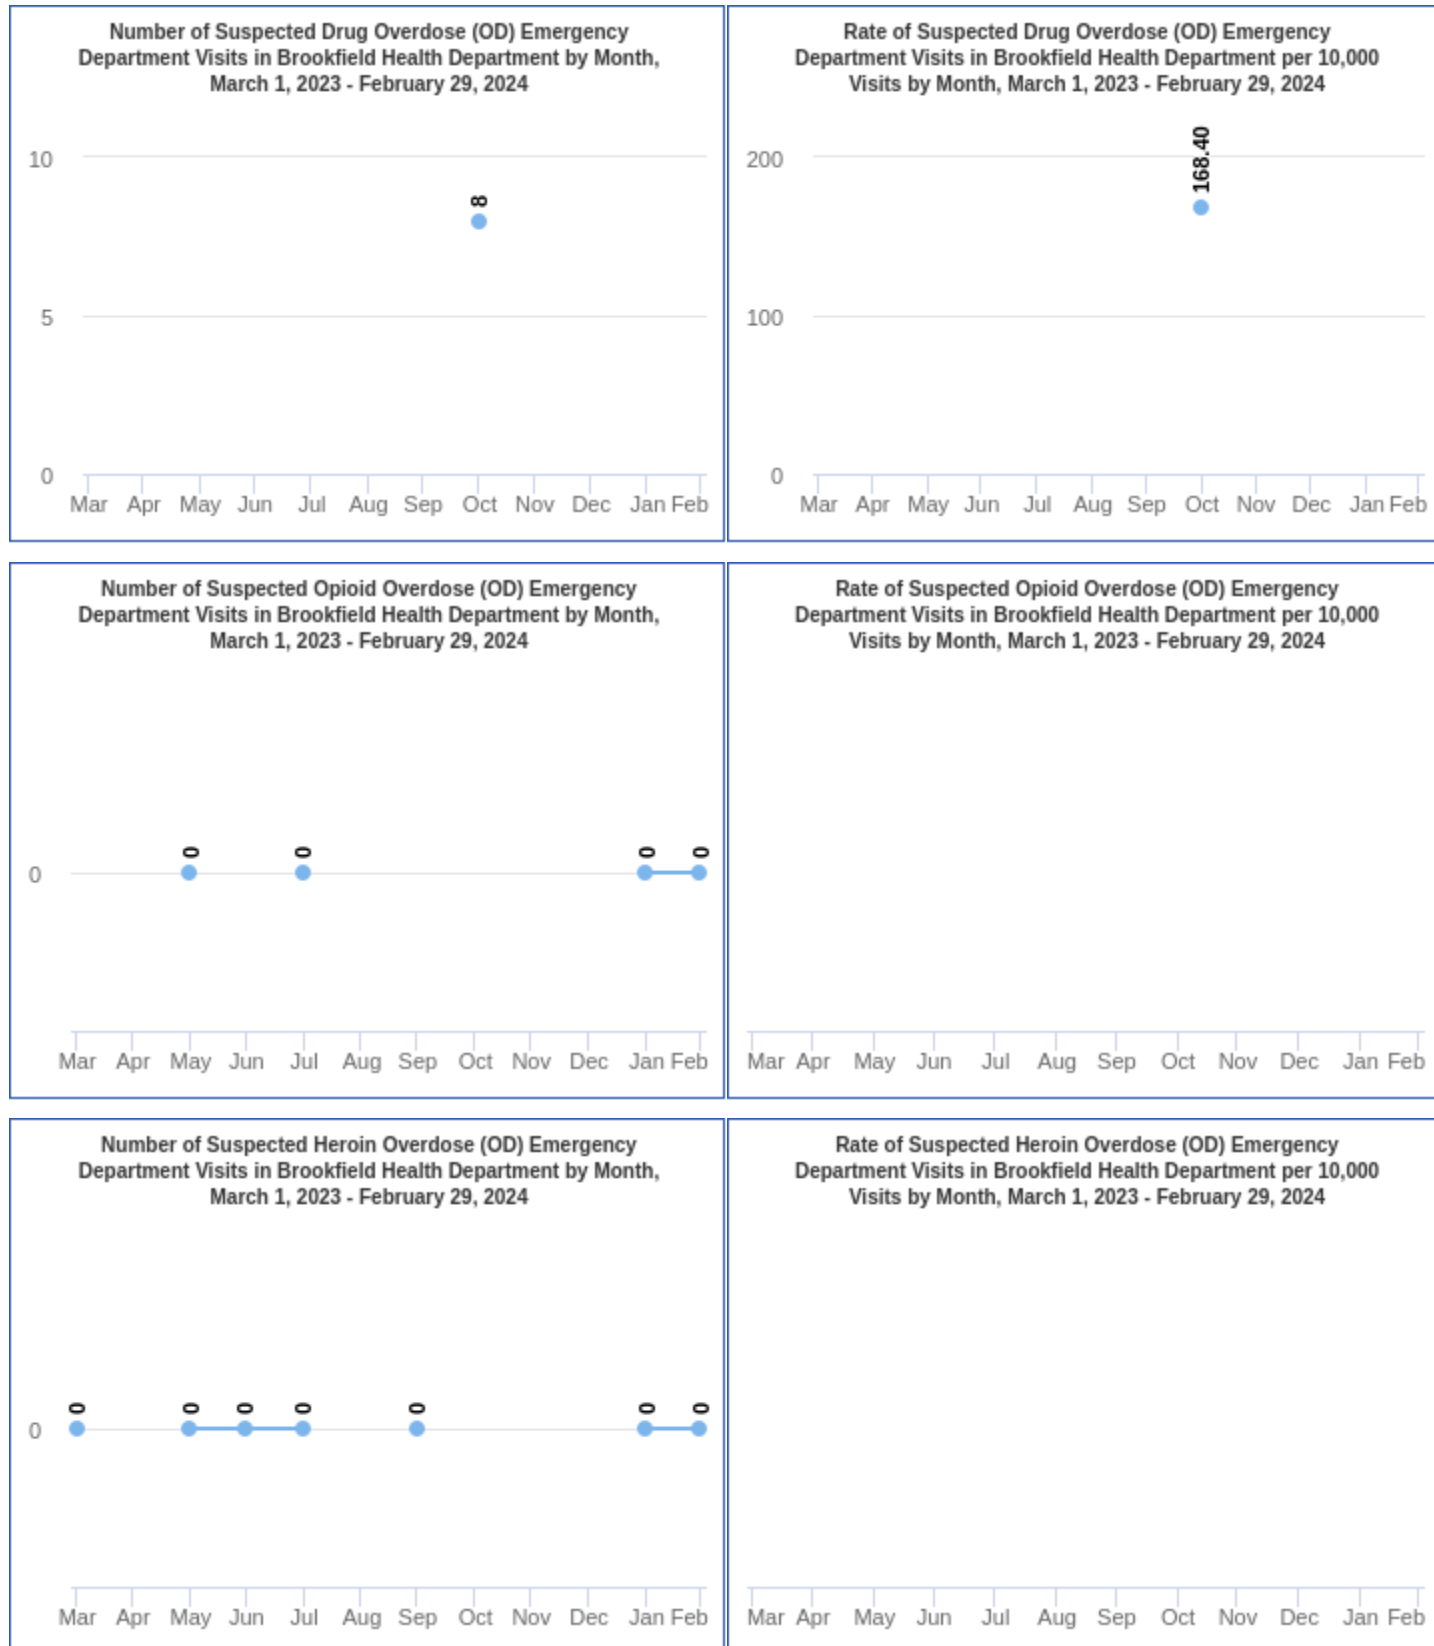 Number of Suspected Drug Overdose (OD) Emergency
Department Visits in Brookfield Health Department by Month,
March 1, 2023 - February 29, 2024
10
8
5
0
Mar Apr May Jun Jul Aug Sep Oct Nov Dec Jan Feb
Rate of Suspected Drug Overdose (OD) Emergency
Department Visits in Brookfield Health Department per 10,000
Visits by Month, March 1, 2023 - February 29, 2024
168.40
200
100
0
Mar Apr May Jun Jul Aug Sep Oct Nov Dec Jan Feb
Number of Suspected Opioid Overdose (OD) Emergency
Department Visits in Brookfield Health Department by Month,
March 1, 2023 - February 29, 2024
0 0 0 0
0
Mar Apr May Jun Jul Aug Sep Oct Nov Dec Jan Feb
Rate of Suspected Opioid Overdose (OD) Emergency
Department Visits in Brookfield Health Department per 10,000
Visits by Month, March 1, 2023 - February 29, 2024
Mar Apr May Jun Jul Aug Sep Oct Nov Dec Jan Feb
Number of Suspected Heroin Overdose (OD) Emergency
Department Visits in Brookfield Health Department by Month,
March 1, 2023 - February 29, 2024
0 0 0 0 0 0 0
0
Mar Apr May Jun Jul Aug Sep Oct Nov Dec Jan Feb
Rate of Suspected Heroin Overdose (OD) Emergency
Department Visits in Brookfield Health Department per 10,000
Visits by Month, March 1, 2023 - February 29, 2024
Mar Apr May Jun Jul Aug Sep Oct Nov Dec Jan Feb